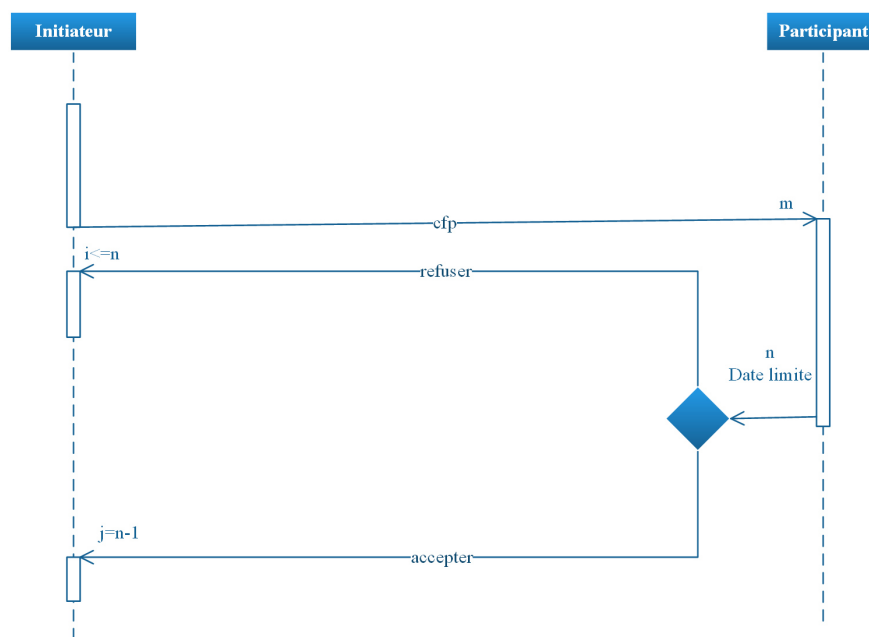 Initiateur
Participant
m
cfp
i<=n
refuser
n
Date limite
j=n-1
accepter